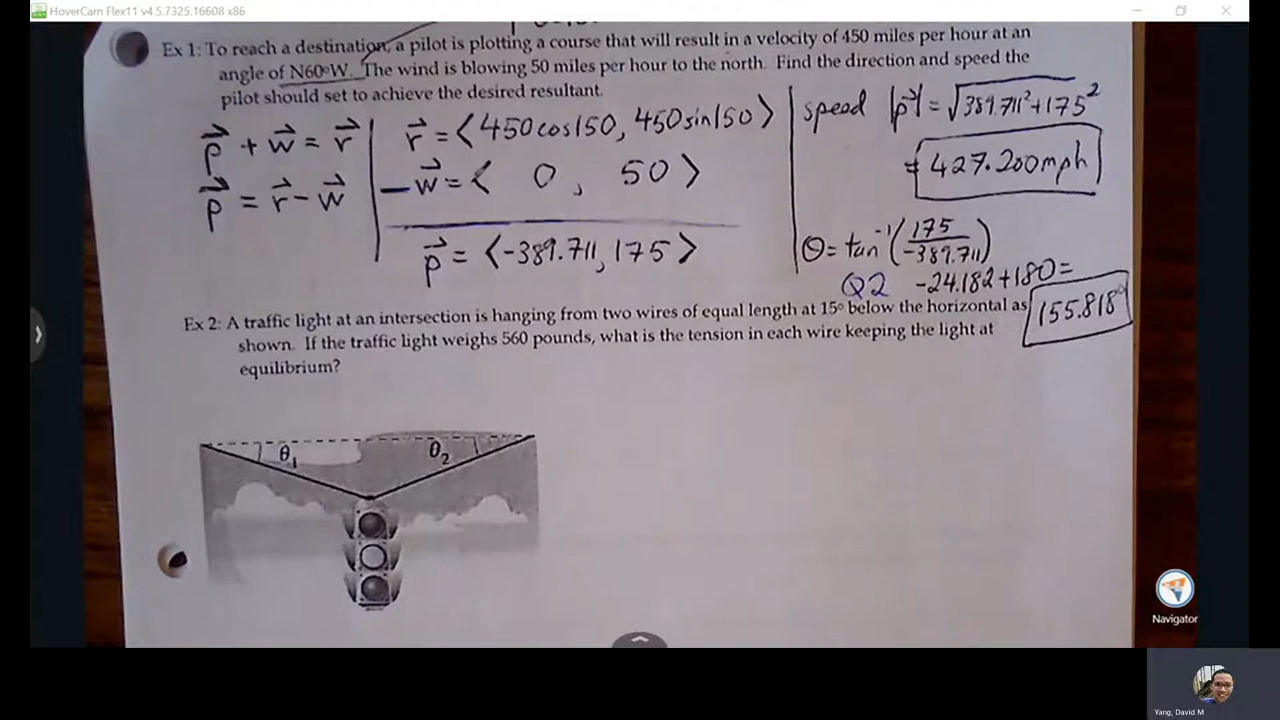 HoverCam Flex11 v4.5.7325.16608 x86
Ex 1: To reach a destination, a pilot is plotting a course that will result in a velocity of 450 miles per hour at an
angle of N60°W. The wind is blowing 50 miles per hour to the north. Find the direction and speed the
pilot should set to achieve the desired resultant.
p + w = r
p = r - w
r = <450cos150, 450sin150>
- w = < 0 , 50 >
p = <-389.711, 175>
speed |p| = √389.711² + 175²
= 427.200mph
θ = tan⁻¹(175/-389.711)
Q2 -24.182+180=
155.818°
Ex 2: A traffic light at an intersection is hanging from two wires of equal length at 15° below the horizontal as
shown. If the traffic light weighs 560 pounds, what is the tension in each wire keeping the light at
equilibrium?
θ₁ θ₂
Navigator
Yang, David M